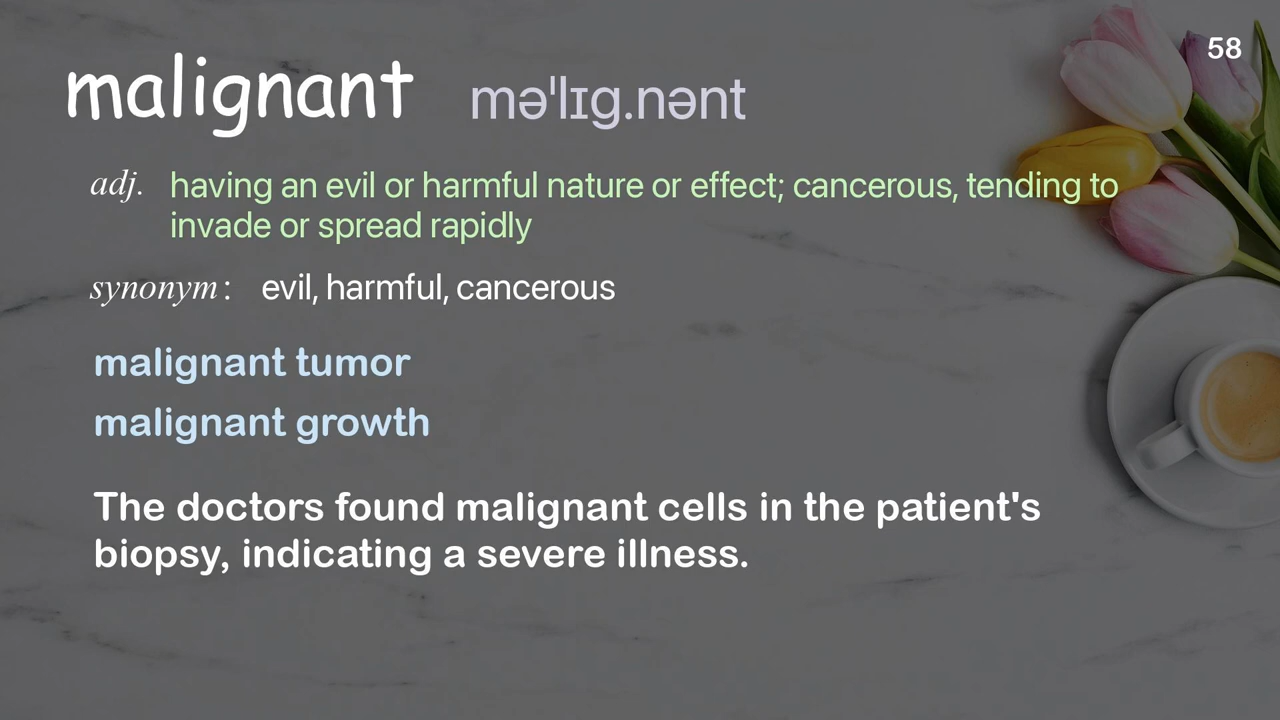 58
malignant məˈlɪɡ.nənt
adj. having an evil or harmful nature or effect; cancerous, tending to
invade or spread rapidly
synonym: evil, harmful, cancerous
malignant tumor
malignant growth
The doctors found malignant cells in the patient's
biopsy, indicating a severe illness.